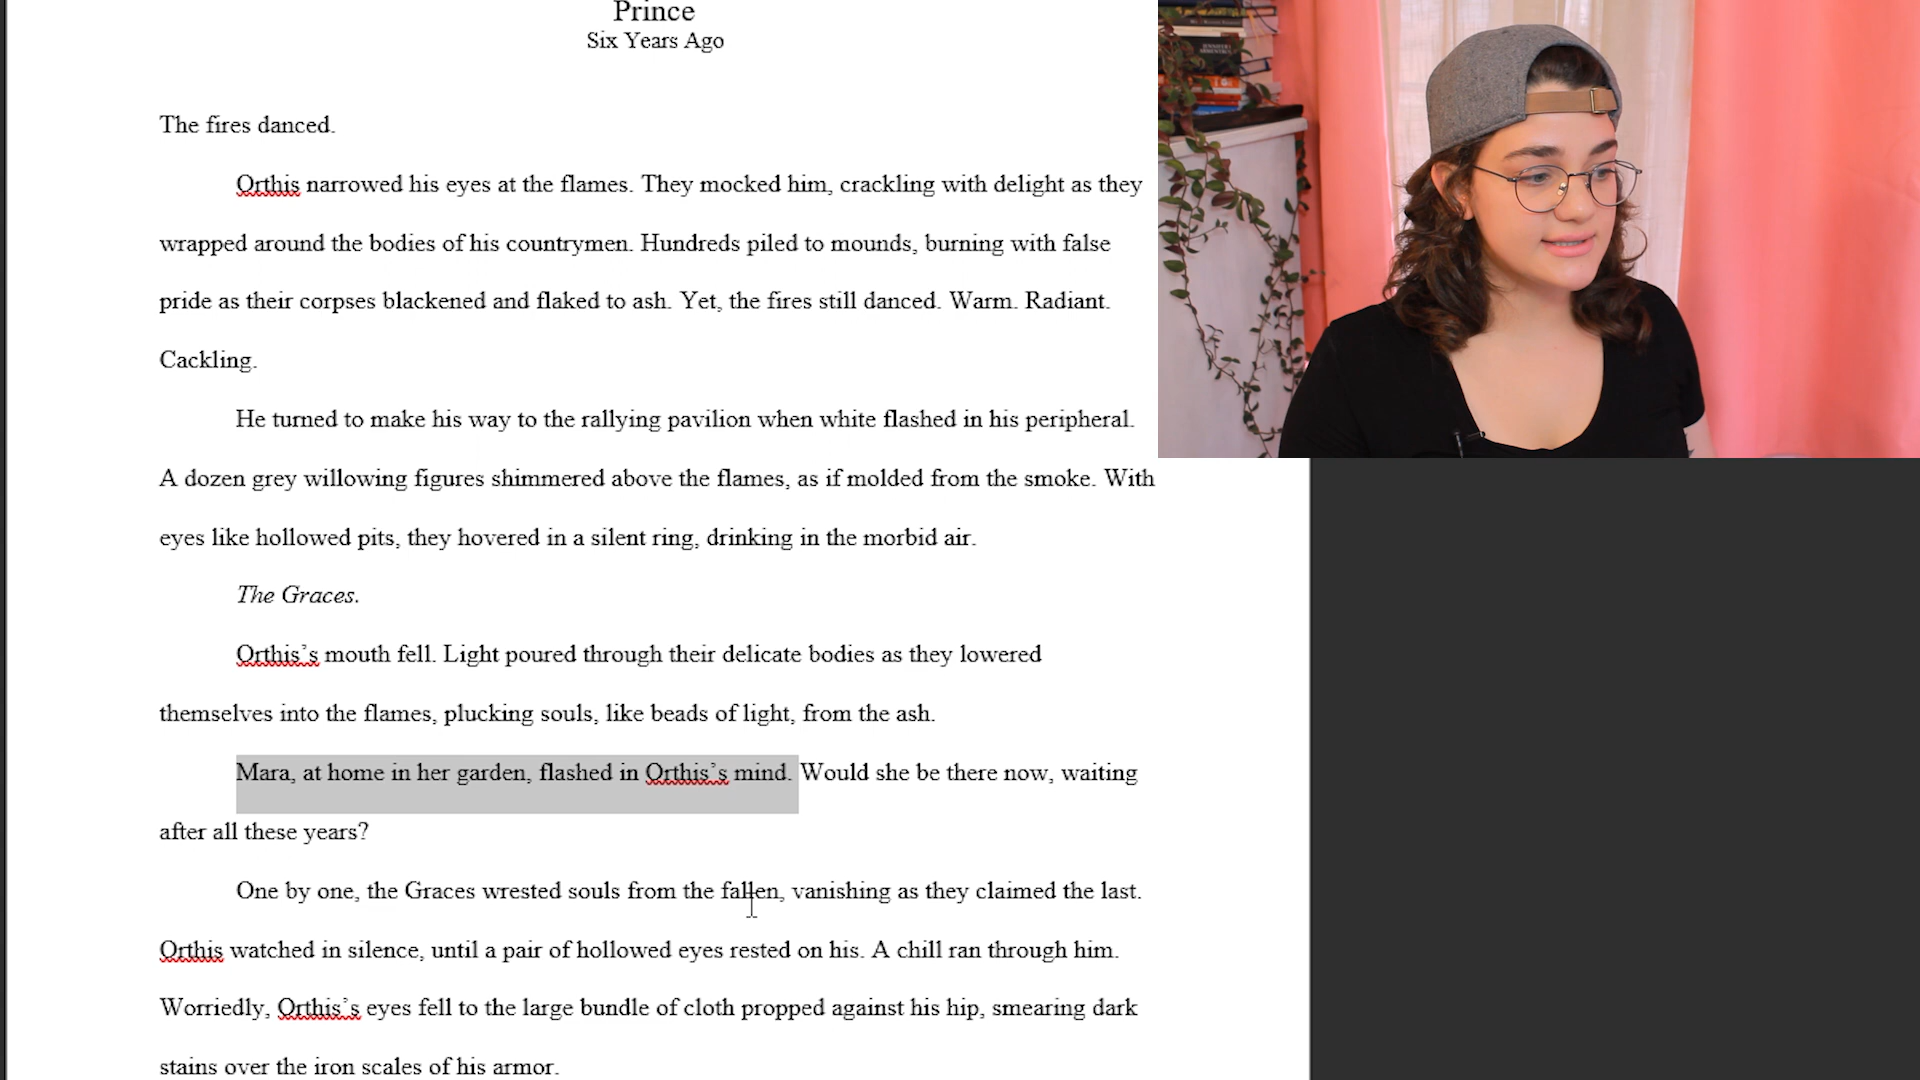 Prince
Six Years Ago
The fires danced.
Orthis narrowed his eyes at the flames. They mocked him, crackling with delight as they
wrapped around the bodies of his countrymen. Hundreds piled to mounds, burning with false
pride as their corpses blackened and flaked to ash. Yet, the fires still danced. Warm. Radiant.
Cackling.
He turned to make his way to the rallying pavilion when white flashed in his peripheral.
A dozen grey willowing figures shimmered above the flames, as if molded from the smoke. With
eyes like hollowed pits, they hovered in a silent ring, drinking in the morbid air.
The Graces.
Orthis’s mouth fell. Light poured through their delicate bodies as they lowered
themselves into the flames, plucking souls, like beads of light, from the ash.
Mara, at home in her garden, flashed in Orthis’s mind. Would she be there now, waiting
after all these years?
One by one, the Graces wrested souls from the fallen, vanishing as they claimed the last.
Orthis watched in silence, until a pair of hollowed eyes rested on his. A chill ran through him.
Worriedly, Orthis’s eyes fell to the large bundle of cloth propped against his hip, smearing dark
stains over the iron scales of his armor.